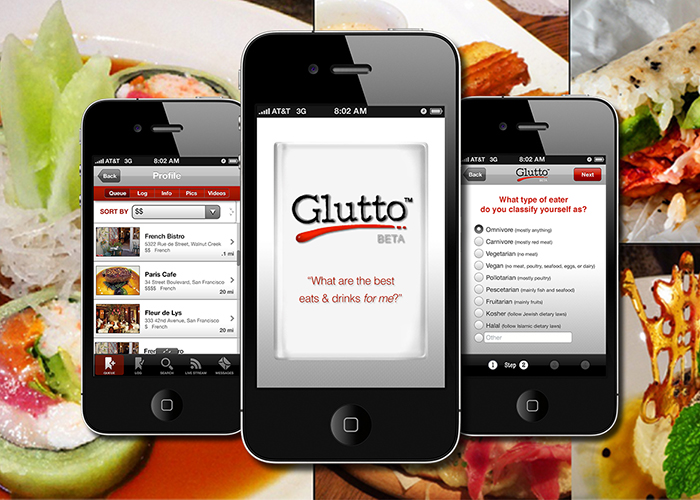 AT&T 3G 8:02 AM
Back Profile
Queue Log Info Pics Videos
SORT BY $$
French Bistro
5322 Rue de Street, Walnut Creek
$ French
.1 mi
Paris Cafe
34 Street Boulevard, San Francisco
$$$$ French
20 mi
Fleur de Lys
333 42nd Avenue, San Francisco
$ French
20 mi
QUEUE LOG SEARCH LIVE STREAM MESSAGES
AT&T 3G 8:02 AM
Glutto™
BETA
"What are the best
eats & drinks for me?"
AT&T 3G 8:02 AM
Back Glutto™ Next
BETA
What type of eater
do you classify yourself as?
Omnivore (mostly anything)
Carnivore (mostly red meat)
Vegetarian (no meat)
Vegan (no meat, poultry, seafood, eggs, or dairy)
Pollotarian (mostly poultry)
Pescetarian (mainly fish and seafood)
Fruitarian (mainly fruits)
Kosher (follow Jewish dietary laws)
Halal (follow Islamic dietary laws)
Other
1 Step 2